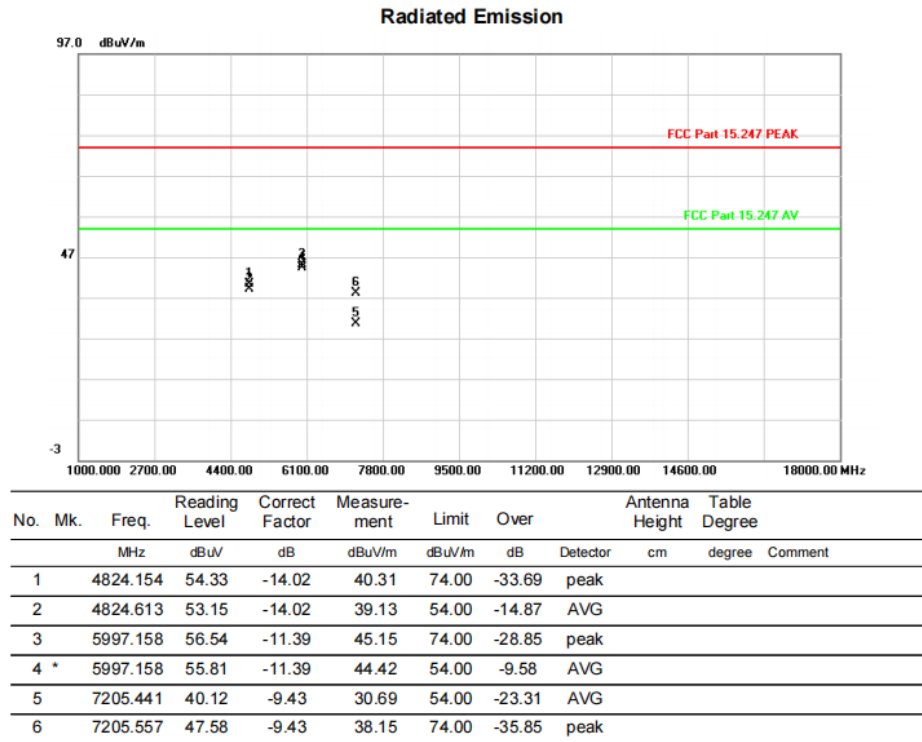 Radiated Emission
97.0 dBuV/m
FCC Part 15.247 PEAK
FCC Part 15.247 AV
47
1
2
6
5
-3
1000.000 2700.00 4400.00 6100.00 7800.00 9500.00 11200.00 12900.00 14600.00 18000.00 MHz
No. Mk. Freq. Reading Level Correct Factor Measure-ment Limit Over Antenna Height Table Degree
MHz dBuV dB dBuV/m dBuV/m dB Detector cm degree Comment
1 4824.154 54.33 -14.02 40.31 74.00 -33.69 peak
2 4824.613 53.15 -14.02 39.13 54.00 -14.87 AVG
3 5997.158 56.54 -11.39 45.15 74.00 -28.85 peak
4 * 5997.158 55.81 -11.39 44.42 54.00 -9.58 AVG
5 7205.441 40.12 -9.43 30.69 54.00 -23.31 AVG
6 7205.557 47.58 -9.43 38.15 74.00 -35.85 peak